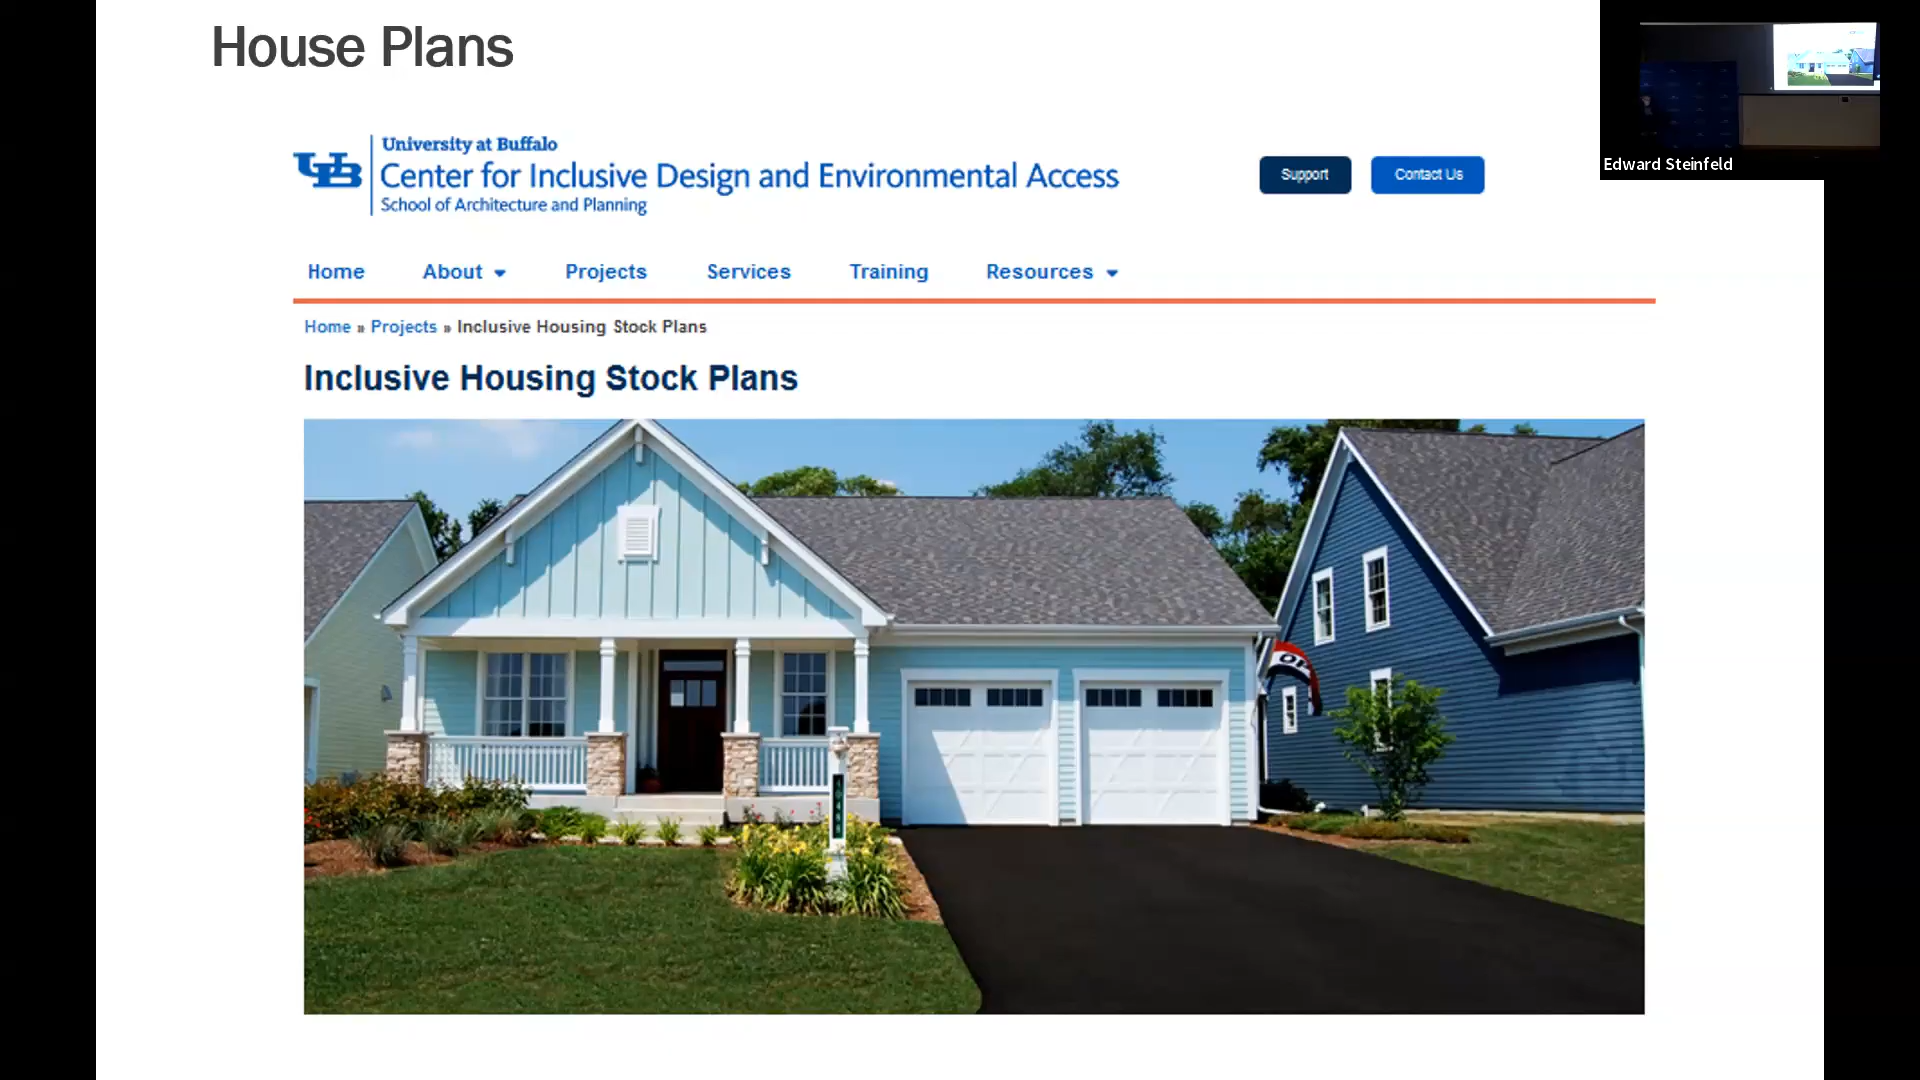 House Plans
Edward Steinfeld
UB
University at Buffalo
Center for Inclusive Design and Environmental Access
School of Architecture and Planning
Support
Contact Us
Home
About
Projects
Services
Training
Resources
Home » Projects » Inclusive Housing Stock Plans
Inclusive Housing Stock Plans